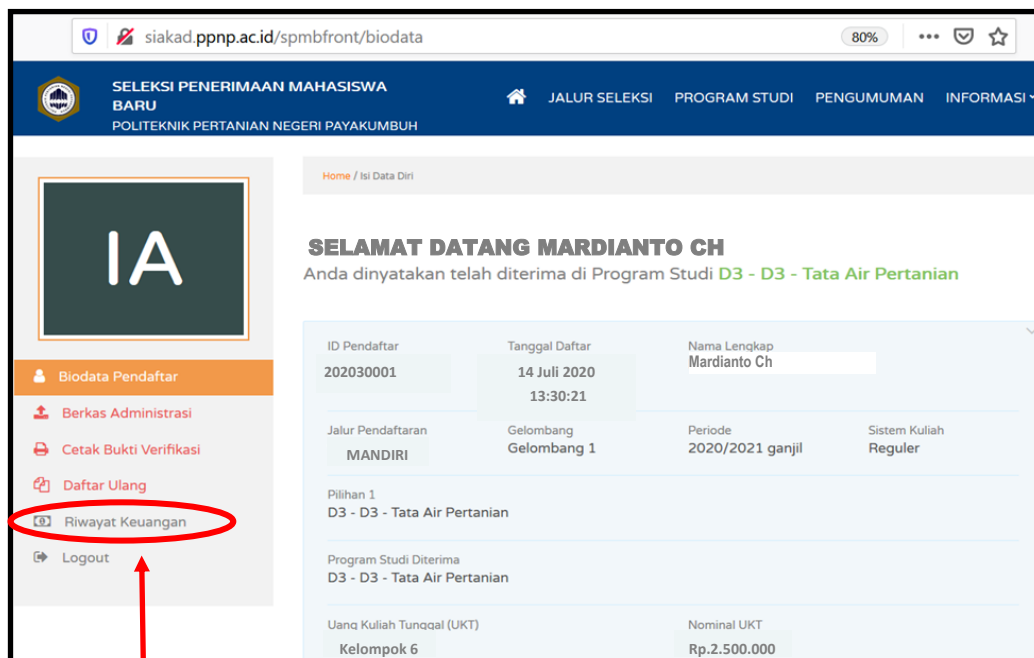 siakad.ppnp.ac.id/spmbfront/biodata
80%
SELEKSI PENERIMAAN MAHASISWA
BARU
POLITEKNIK PERTANIAN NEGERI PAYAKUMBUH
JALUR SELEKSI PROGRAM STUDI PENGUMUMAN INFORMASI
IA
Biodata Pendaftar
Berkas Administrasi
Cetak Bukti Verifikasi
Daftar Ulang
Riwayat Keuangan
Logout
Home / Isi Data Diri
SELAMAT DATANG MARDIANTO CH
Anda dinyatakan telah diterima di Program Studi D3 - D3 - Tata Air Pertanian
ID Pendaftar Tanggal Daftar Nama Lengkap
202030001 14 Juli 2020 Mardianto Ch
13:30:21
Jalur Pendaftaran Gelombang Periode Sistem Kuliah
MANDIRI Gelombang 1 2020/2021 ganjil Reguler
Pilihan 1
D3 - D3 - Tata Air Pertanian
Program Studi Diterima
D3 - D3 - Tata Air Pertanian
Uang Kuliah Tunggal (UKT) Nominal UKT
Kelompok 6 Rp.2.500.000